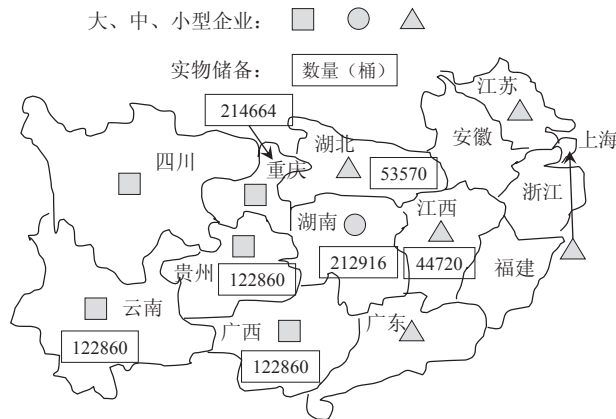 大、中、小型企业：
实物储备： 数量（桶）
214664
江苏
安徽
上海
四川
重庆
湖北
53570
浙江
湖南
江西
贵州
122860
212916
44720
福建
云南
122860
广西
122860
广东